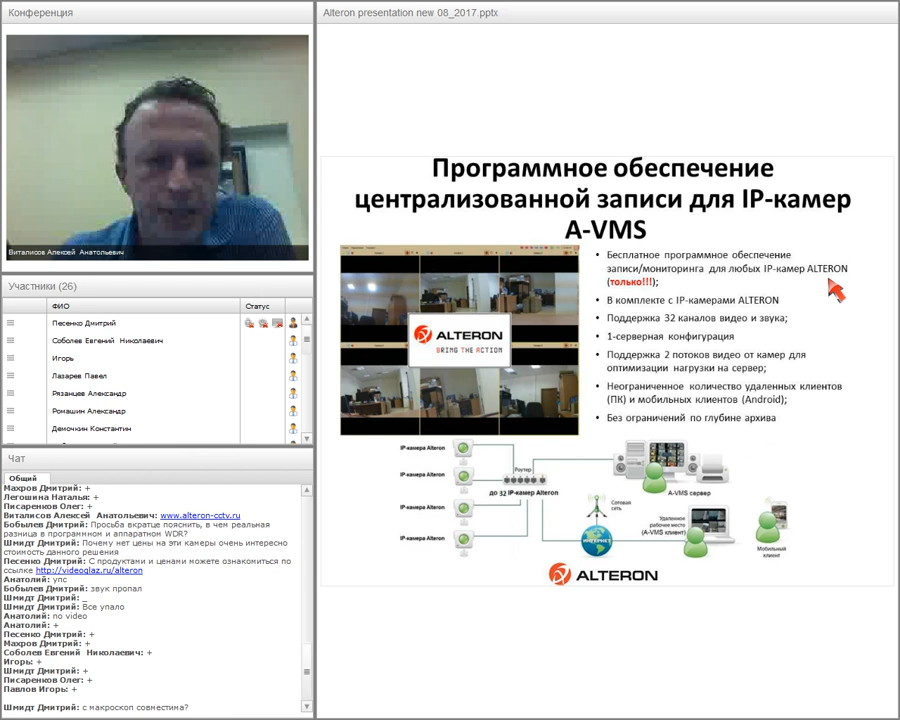 Конференция
Виталисов Алексей Анатольевич
Участники (26)
ФИО
Статус
Песенко Дмитрий
Соболев Евгений Николаевич
Игорь
Лазарев Павел
Рязанцев Александр
Ромашин Александр
Демочкин Константин
Чат
Общий
Махров Дмитрий: +
Легошина Наталья: +
Писаренков Олег: +
Виталисов Алексей Анатольевич: www.alteron-cctv.ru
Бобылев Дмитрий: Просьба вкратце пояснить, в чем реальная
разница в программном и аппаратном WDR?
Шмидт Дмитрий: Почему нет цены на эти камеры очень интересно
стоимость данного решения
Песенко Дмитрий: С продуктами и ценами можете ознакомиться по
ссылке http://videoglaz.ru/alteron
Анатолий: упс
Бобылев Дмитрий: звук пропал
Шмидт Дмитрий: _
Шмидт Дмитрий: Все упало
Анатолий: no video
Анатолий: +
Песенко Дмитрий: +
Махров Дмитрий: +
Соболев Евгений Николаевич: +
Игорь: +
Шмидт Дмитрий: +
Писаренков Олег: +
Павлов Игорь: +
Шмидт Дмитрий: с макроскоп совместима?
Alteron presentation new 08_2017.pptx
Программное обеспечение
централизованной записи для IP-камер
A-VMS
ALTERON
BRING THE ACTION
• Бесплатное программное обеспечение
записи/мониторинга для любых IP-камер ALTERON
(только!!!);
• В комплекте с IP-камерами ALTERON
• Поддержка 32 каналов видео и звука;
• 1-серверная конфигурация
• Поддержка 2 потоков видео от камер для
оптимизации нагрузки на сервер;
• Неограниченное количество удаленных клиентов
(ПК) и мобильных клиентов (Android);
• Без ограничений по глубине архива
IP-камера Alteron
IP-камера Alteron
IP-камера Alteron
IP-камера Alteron
Роутер
до 32 IP-камер Alteron
A-VMS сервер
Сотовая
сеть
ИНТЕРНЕТ
Удаленное
рабочее место
(A-VMS клиент)
Мобильный
клиент
ALTERON